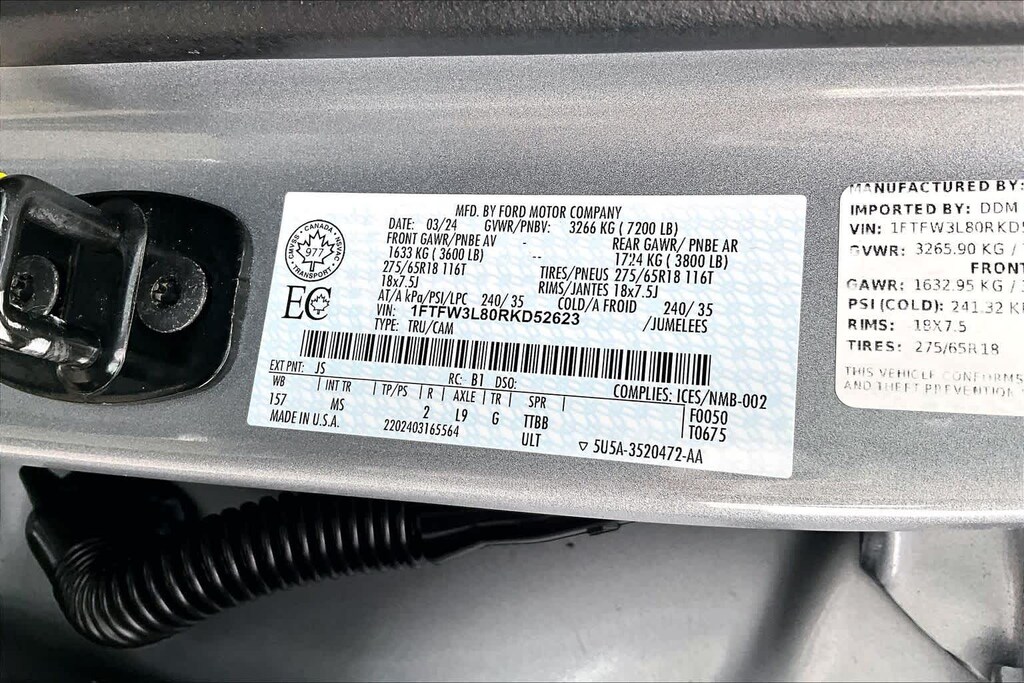 MFD. BY FORD MOTOR COMPANY
DATE: 03/24 GVWR/PNBV: 3266 KG ( 7200 LB)
FRONT GAWR/PNBE AV -- REAR GAWR/ PNBE AR
1633 KG ( 3600 LB) -- 1724 KG ( 3800 LB)
275/65R18 116T TIRES/PNEUS 275/65R18 116T
18x7.5J RIMS/JANTES 18x7.5J
AT/A kPa/PSI/LPC 240/ 35 COLD/A FROID 240/ 35
VIN: 1FTFW3L80RKD52623 /JUMELEES
TYPE: TRU/CAM
CANADA
977
TRANSPORT
EC
EXT PNT: JS RC: B1 DSO: COMPLIES: ICES/NMB-002
WB INT TR TP/PS R AXLE TR SPR F0050
157 MS 2 L9 G TTBB T0675
MADE IN U.S.A. 2202403165564 ULT 5U5A-3520472-AA
MANUFACTURED BY:
IMPORTED BY: DDM
VIN: 1FTFW3L80RKD5
GVWR: 3265.90 KG /
FRONT
GAWR: 1632.95 KG /
PSI (COLD): 241.32 K
RIMS: 18X7.5
TIRES: 275/65R18
THIS VEHICLE CONFORMS
AND THEFT PREVENTION